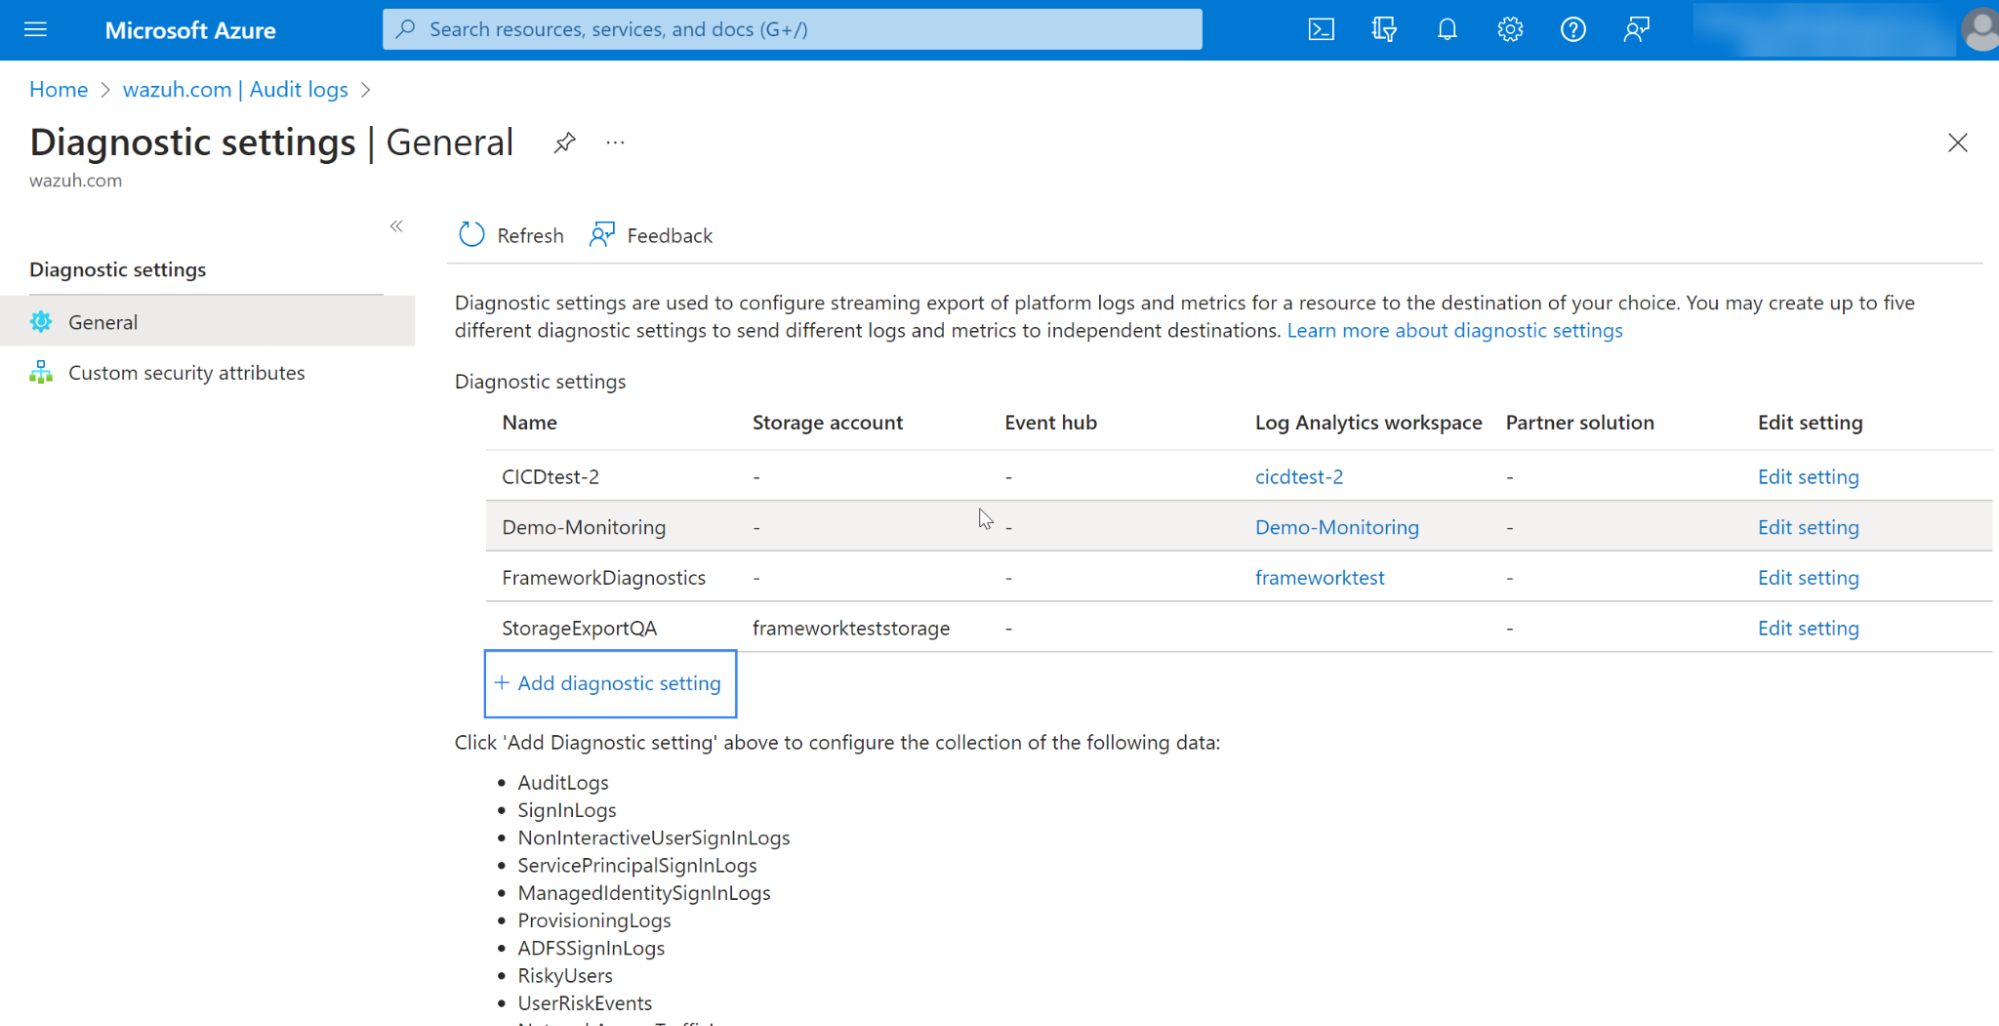 Microsoft Azure
Search resources, services, and docs (G+/)
Home > wazuh.com | Audit logs >
Diagnostic settings | General ...
wazuh.com
«
Refresh Feedback
Diagnostic settings
General
Custom security attributes
Diagnostic settings are used to configure streaming export of platform logs and metrics for a resource to the destination of your choice. You may create up to five
different diagnostic settings to send different logs and metrics to independent destinations. Learn more about diagnostic settings
Diagnostic settings
Name Storage account Event hub Log Analytics workspace Partner solution Edit setting
CICDtest-2 - - cicdtest-2 - Edit setting
Demo-Monitoring - - Demo-Monitoring - Edit setting
FrameworkDiagnostics - - frameworktest - Edit setting
StorageExportQA frameworkteststorage - - Edit setting
+ Add diagnostic setting
Click 'Add Diagnostic setting' above to configure the collection of the following data:
• AuditLogs
• SignInLogs
• NonInteractiveUserSignInLogs
• ServicePrincipalSignInLogs
• ManagedIdentitySignInLogs
• ProvisioningLogs
• ADFSSignInLogs
• RiskyUsers
• UserRiskEvents